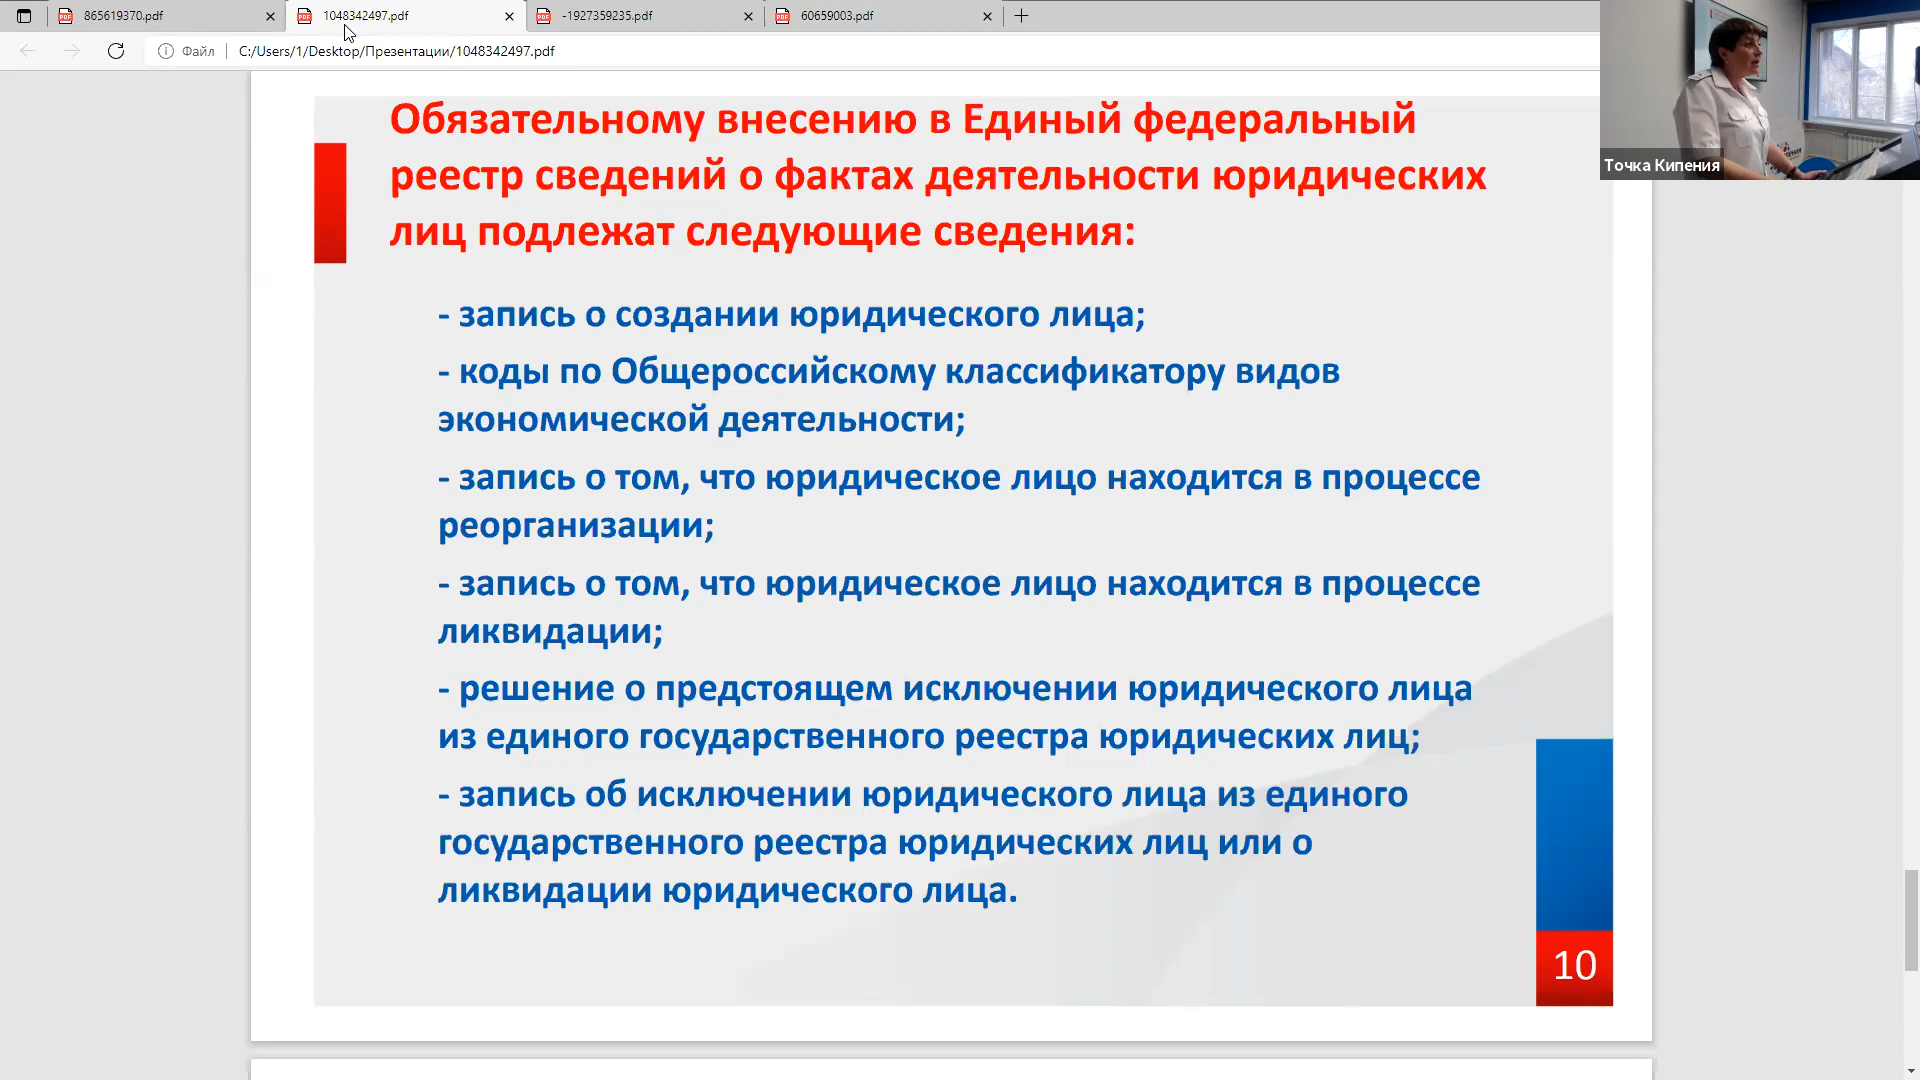 865619370.pdf
1048342497.pdf
-1927359235.pdf
60659003.pdf
Файл
C:/Users/1/Desktop/Презентации/1048342497.pdf
Точка Кипения
Обязательному внесению в Единый федеральный
реестр сведений о фактах деятельности юридических
лиц подлежат следующие сведения:
- запись о создании юридического лица;
- коды по Общероссийскому классификатору видов
экономической деятельности;
- запись о том, что юридическое лицо находится в процессе
реорганизации;
- запись о том, что юридическое лицо находится в процессе
ликвидации;
- решение о предстоящем исключении юридического лица
из единого государственного реестра юридических лиц;
- запись об исключении юридического лица из единого
государственного реестра юридических лиц или о
ликвидации юридического лица.
10